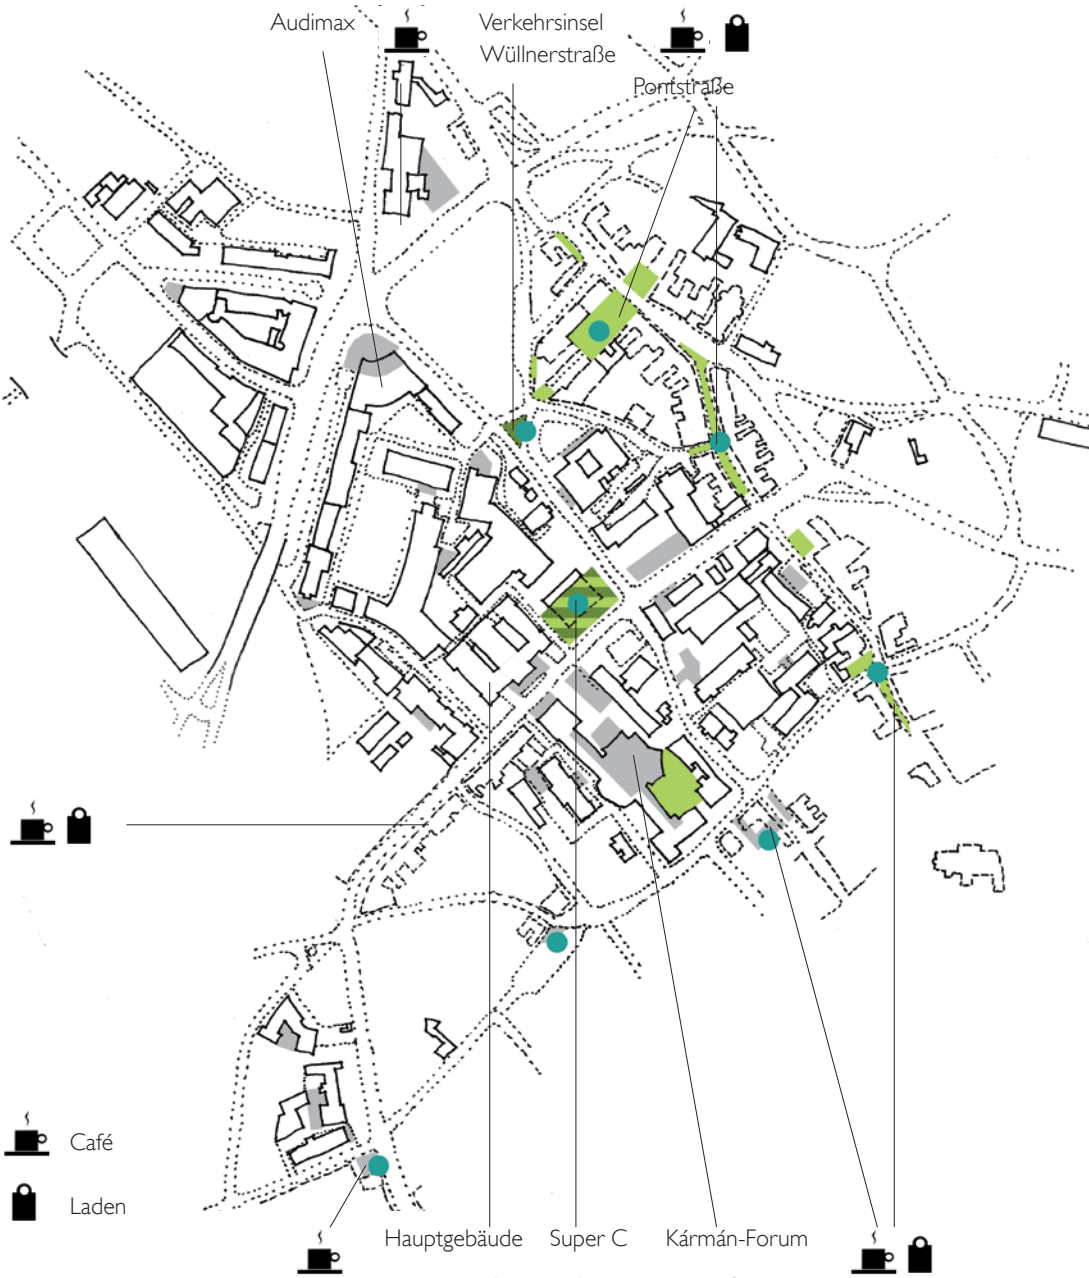 Audimax
Verkehrsinsel
Wüllnerstraße
Pontstraße
Café
Laden
Hauptgebäude
Super C
Kármán-Forum